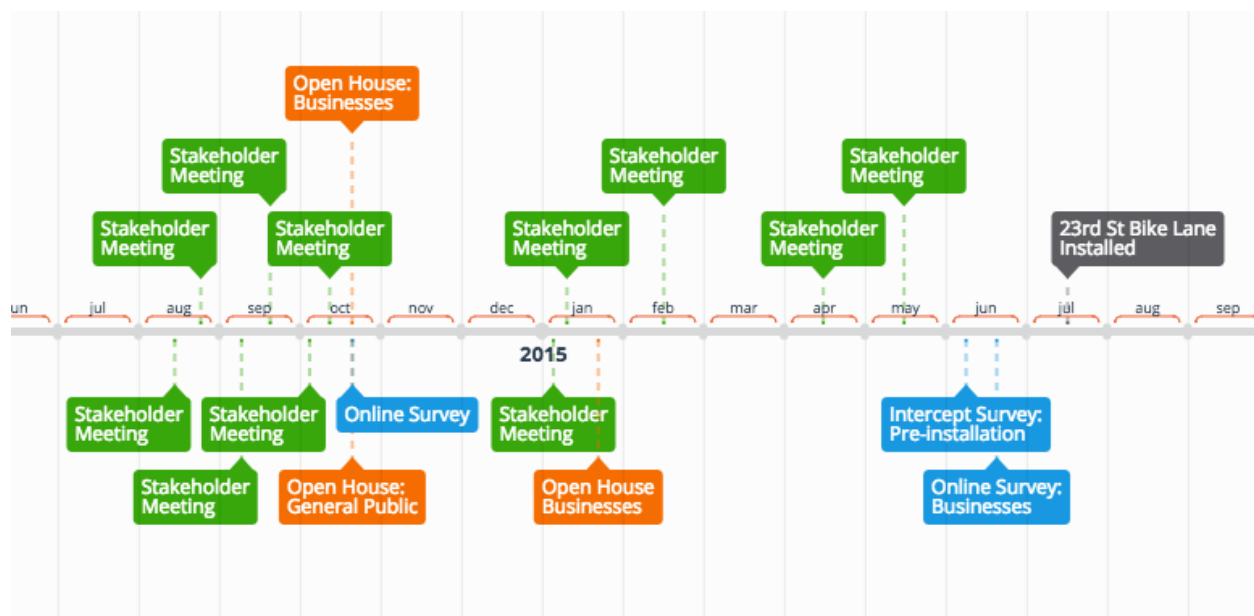 Open House:
Businesses
Stakeholder
Meeting
Stakeholder
Meeting
Stakeholder
Meeting
Stakeholder
Meeting
Stakeholder
Meeting
Stakeholder
Meeting
Stakeholder
Meeting
23rd St Bike Lane
Installed
un jul aug sep oct nov dec jan feb mar apr may jun jul aug sep
2015
Stakeholder
Meeting
Stakeholder
Meeting
Online Survey
Stakeholder
Meeting
Intercept Survey:
Pre-installation
Stakeholder
Meeting
Open House:
General Public
Open House
Businesses
Online Survey:
Businesses